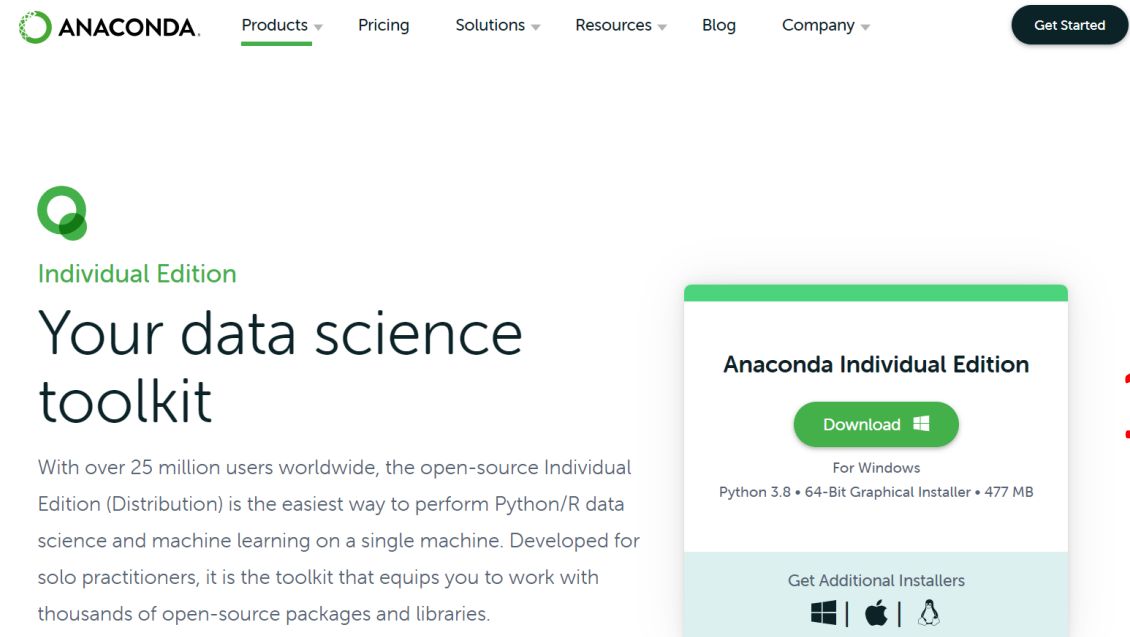 ANACONDA.
Products
Pricing
Solutions
Resources
Blog
Company
Get Started
Individual Edition
Your data science
toolkit
With over 25 million users worldwide, the open-source Individual
Edition (Distribution) is the easiest way to perform Python/R data
science and machine learning on a single machine. Developed for
solo practitioners, it is the toolkit that equips you to work with
thousands of open-source packages and libraries.
Anaconda Individual Edition
Download
For Windows
Python 3.8 • 64-Bit Graphical Installer • 477 MB
Get Additional Installers
| |